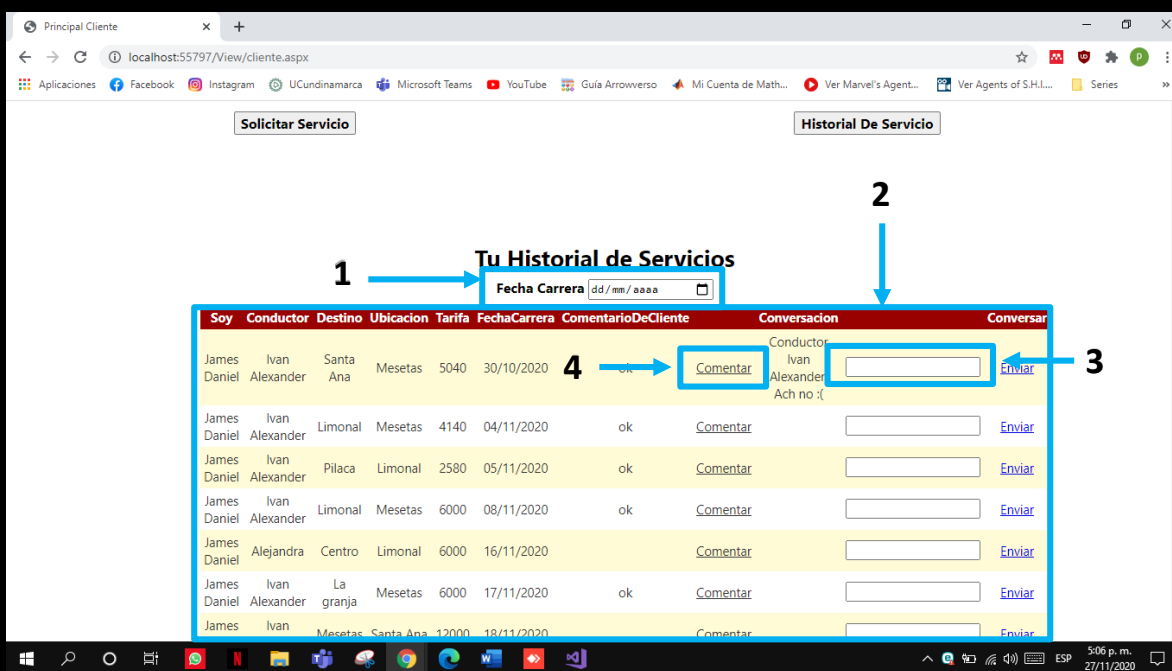 Principal Cliente
localhost:55797/View/cliente.aspx
Aplicaciones Facebook Instagram UCundinamarca Microsoft Teams YouTube Guía Arrowverso Mi Cuenta de Math... Ver Marvel's Agent... Ver Agents of S.H.I.... Series »
Solicitar Servicio Historial De Servicio
2
Tu Historial de Servicios
1
Fecha Carrera dd/mm/aaaa
Soy Conductor Destino Ubicacion Tarifa FechaCarrera ComentarioDeCliente Conversacion Conversar
James Daniel Ivan Alexander Santa Ana Mesetas 5040 30/10/2020 4 ok Comentar Conductor Ivan Alexander Ach no :( Enviar 3
James Daniel Ivan Alexander Limonal Mesetas 4140 04/11/2020 ok Comentar Enviar
James Daniel Ivan Alexander Pilaca Limonal 2580 05/11/2020 ok Comentar Enviar
James Daniel Ivan Alexander Limonal Mesetas 6000 08/11/2020 ok Comentar Enviar
James Daniel Alejandra Centro Limonal 6000 16/11/2020 Comentar Enviar
James Daniel Ivan Alexander La granja Mesetas 6000 17/11/2020 ok Comentar Enviar
James Ivan Mesetas Santa Ana 12000 18/11/2020 Comentar Enviar
ESP 5:06 p. m.
27/11/2020